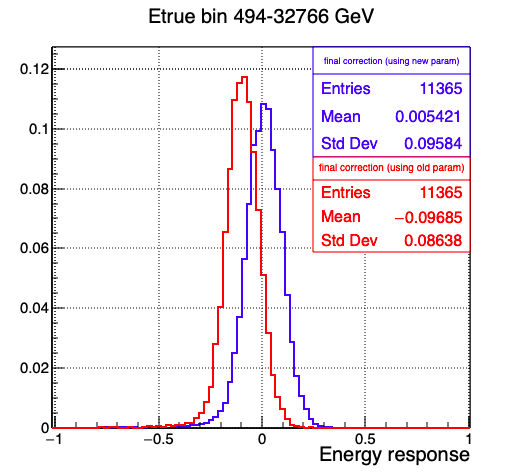 Etrue bin 494-32766 GeV
final correction (using new param)
Entries 11365
Mean 0.005421
Std Dev 0.09584
final correction (using old param)
Entries 11365
Mean −0.09685
Std Dev 0.08638
0.12
0.1
0.08
0.06
0.04
0.02
0
−1 −0.5 0 0.5 1
Energy response